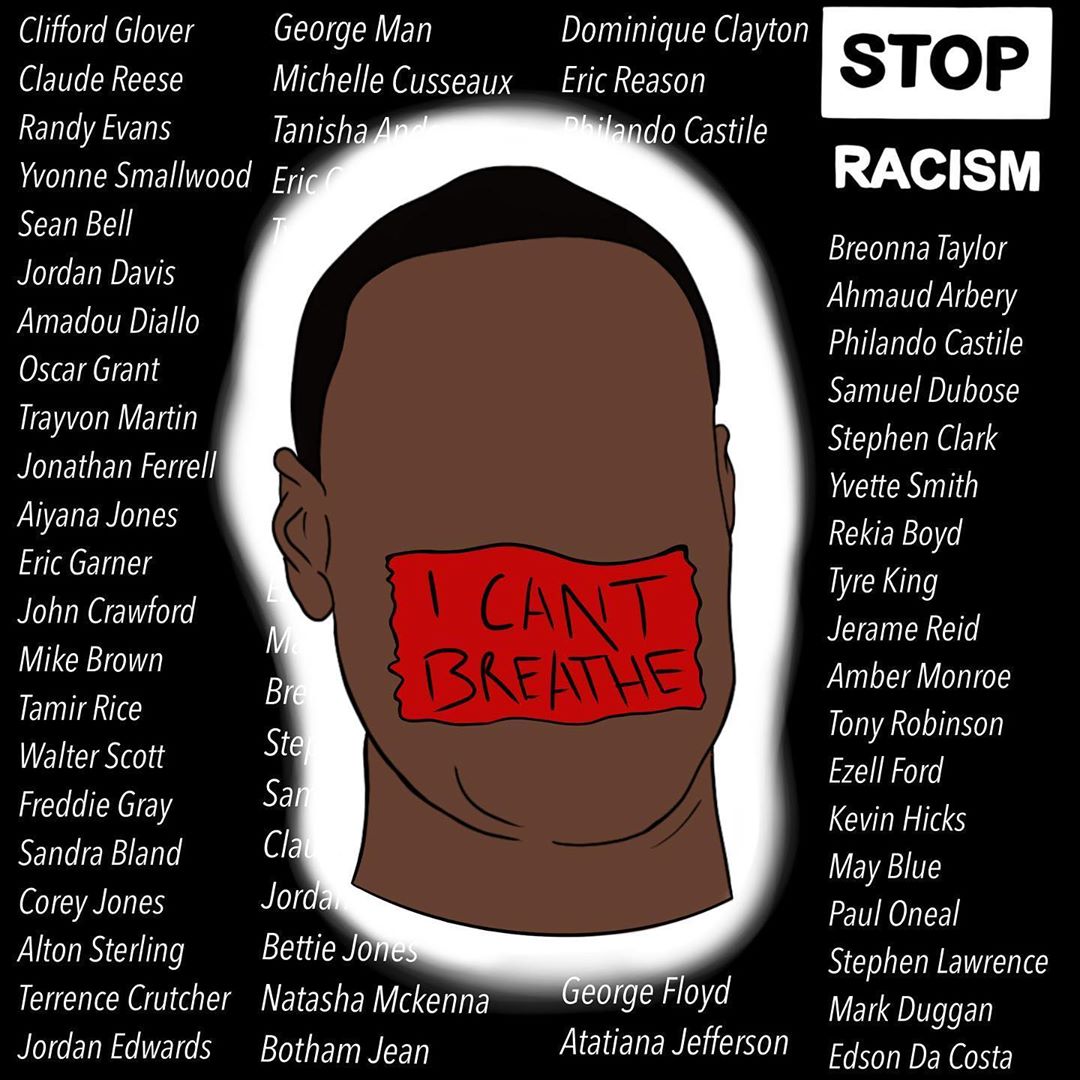 Clifford Glover
Claude Reese
Randy Evans
Yvonne Smallwood
Sean Bell
Jordan Davis
Amadou Diallo
Oscar Grant
Trayvon Martin
Jonathan Ferrell
Aiyana Jones
Eric Garner
John Crawford
Mike Brown
Tamir Rice
Walter Scott
Freddie Gray
Sandra Bland
Corey Jones
Alton Sterling
Terrence Crutcher
Jordan Edwards
George Man
Michelle Cusseaux
Tanisha
Eric
Bettie Jones
Natasha Mckenna
Botham Jean
Dominique Clayton
Eric Reason
Philando Castile
I CANT
BREATHE
George Floyd
Atatiana Jefferson
STOP
RACISM
Breonna Taylor
Ahmaud Arbery
Philando Castile
Samuel Dubose
Stephen Clark
Yvette Smith
Rekia Boyd
Tyre King
Jerame Reid
Amber Monroe
Tony Robinson
Ezell Ford
Kevin Hicks
May Blue
Paul Oneal
Stephen Lawrence
Mark Duggan
Edson Da Costa